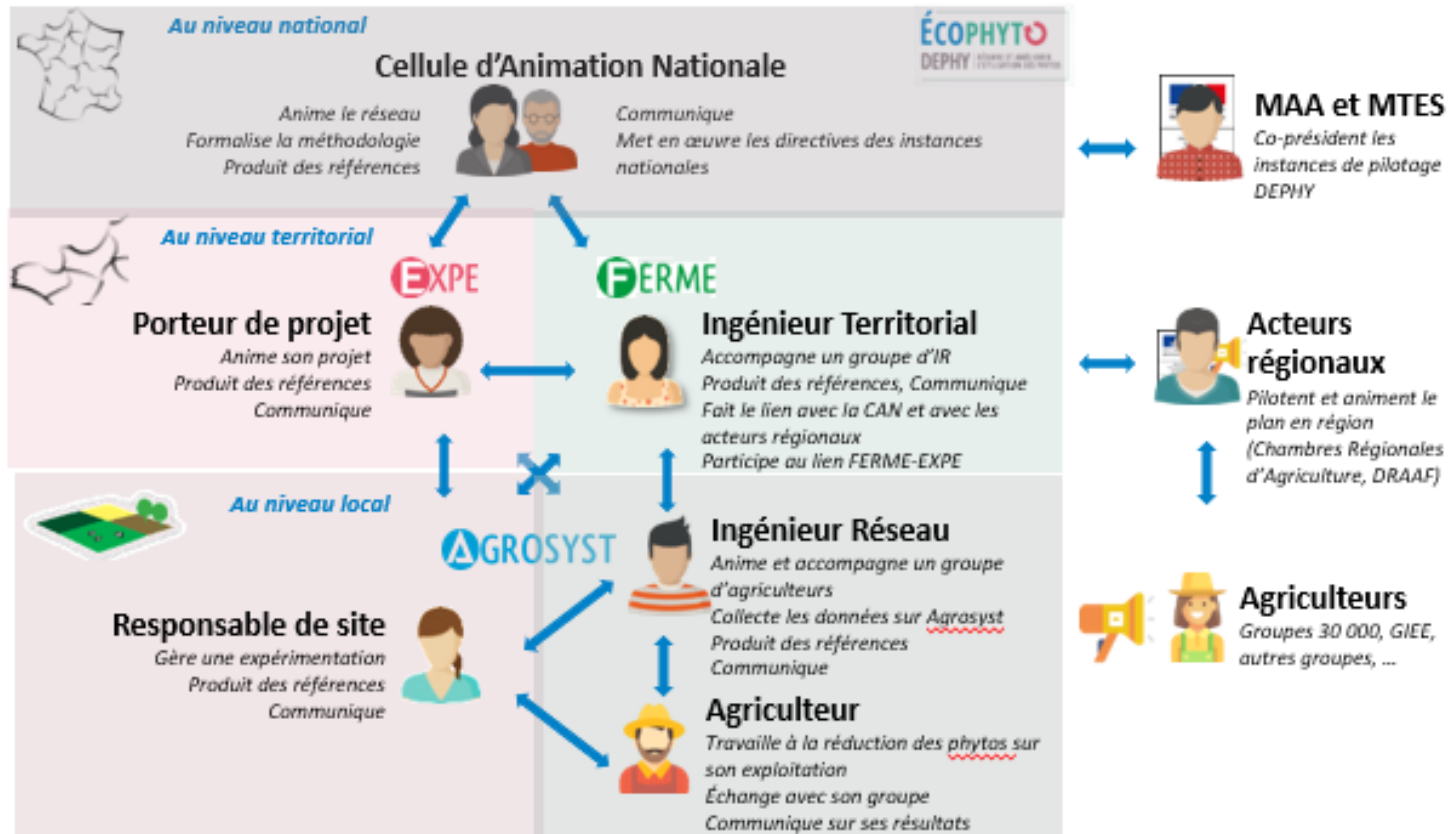 Au niveau national
ÉCOPHYTO
DEPHY
Cellule d'Animation Nationale
Anime le réseau
Formalise la méthodologie
Produit des références
Communique
Met en œuvre les directives des instances
nationales
MAA et MTES
Co-président les
instances de pilotage
DEPHY
Au niveau territorial
EXPE
FERME
Porteur de projet
Anime son projet
Produit des références
Communique
Ingénieur Territorial
Accompagne un groupe d'IR
Produit des références, Communique
Fait le lien avec la CAN et avec les
acteurs régionaux
Participe au lien FERME-EXPE
Acteurs
régionaux
Pilotent et animent le
plan en région
(Chambres Régionales
d'Agriculture, DRAAF)
Au niveau local
AGROSYST
Responsable de site
Gère une expérimentation
Produit des références
Communique
Ingénieur Réseau
Anime et accompagne un groupe
d'agriculteurs
Collecte les données sur Agrosyst
Produit des références
Communique
Agriculteur
Travaille à la réduction des phytos sur
son exploitation
Échange avec son groupe
Communique sur ses résultats
Agriculteurs
Groupes 30 000, GIEE,
autres groupes, ...